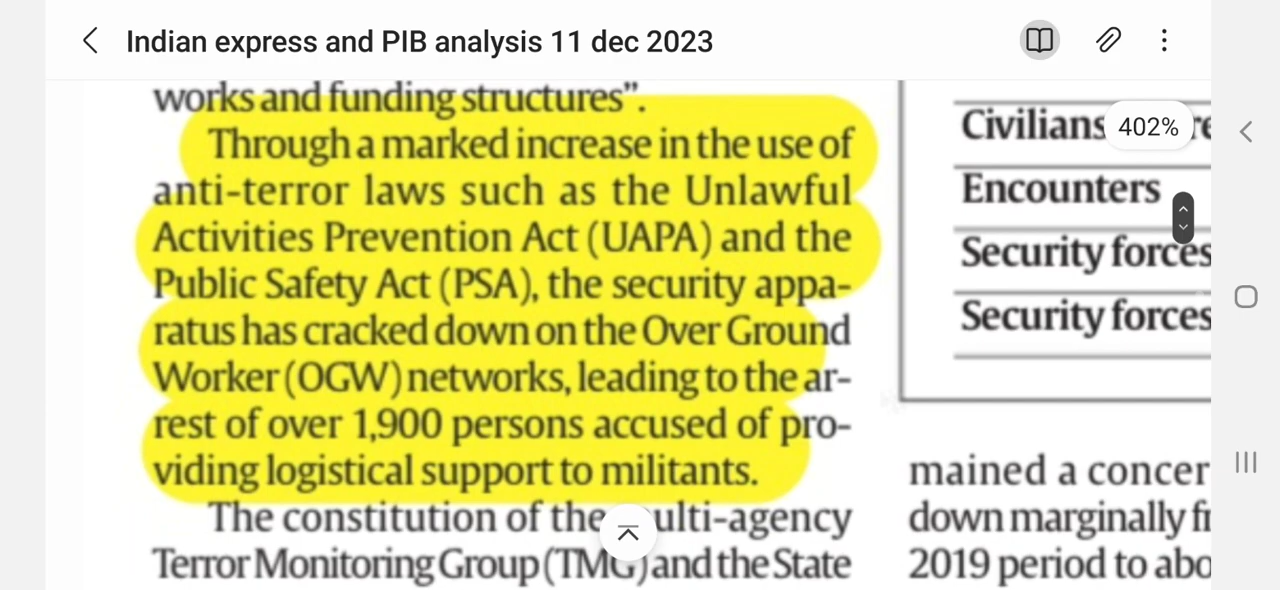 Indian express and PIB analysis 11 dec 2023
works and funding structures".
Through a marked increase in the use of
anti-terror laws such as the Unlawful
Activities Prevention Act (UAPA) and the
Public Safety Act (PSA), the security appa-
ratus has cracked down on the Over Ground
Worker (OGW) networks, leading to the ar-
rest of over 1,900 persons accused of pro-
viding logistical support to militants.
The constitution of the ulti-agency
Terror Monitoring Group (TMG) and the State
402%
Civilians
Encounters
Security forces
Security forces
mained a concer
down marginally fr
2019 period to abo